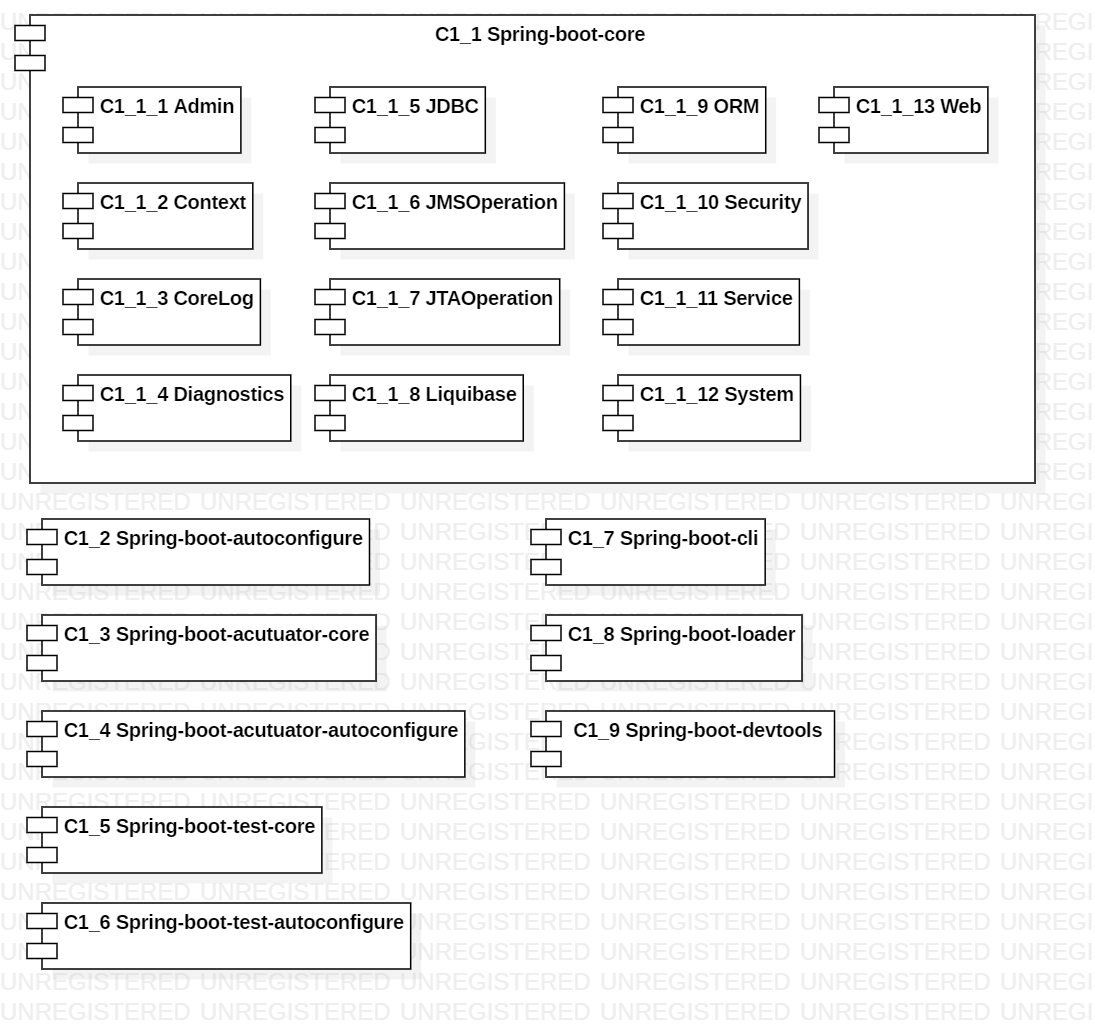 C1_1 Spring-boot-core
C1_1_1 Admin
C1_1_5 JDBC
C1_1_9 ORM
C1_1_13 Web
C1_1_2 Context
C1_1_6 JMSOperation
C1_1_10 Security
C1_1_3 CoreLog
C1_1_7 JTAOperation
C1_1_11 Service
C1_1_4 Diagnostics
C1_1_8 Liquibase
C1_1_12 System
C1_2 Spring-boot-autoconfigure
C1_7 Spring-boot-cli
C1_3 Spring-boot-acutuator-core
C1_8 Spring-boot-loader
C1_4 Spring-boot-acutuator-autoconfigure
C1_9 Spring-boot-devtools
C1_5 Spring-boot-test-core
C1_6 Spring-boot-test-autoconfigure
UNREGISTERED UNREGISTERED UNREGISTERED UNREGISTERED UNREGISTERED UNREGI